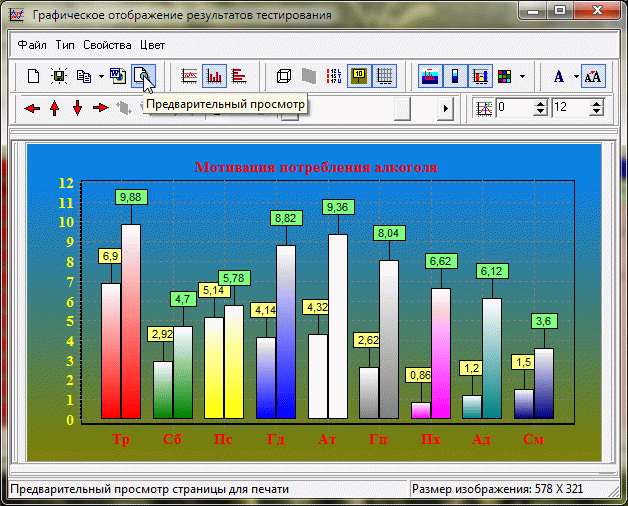 Графическое отображение результатов тестирования
Файл Тип Свойства Цвет
Предварительный просмотр
0 12
Мотивация потребления алкоголя
12
11
10
9
8
7
6
5
4
3
2
1
0
6,9 9,88 2,92 4,7 5,14 5,78 4,14 8,82 4,32 9,36 2,62 8,04 0,86 6,62 1,2 6,12 1,5 3,6
Тр Сб Пс Гд Ат Гп Пх Ад См
Предварительный просмотр страницы для печати Размер изображения: 578 X 321